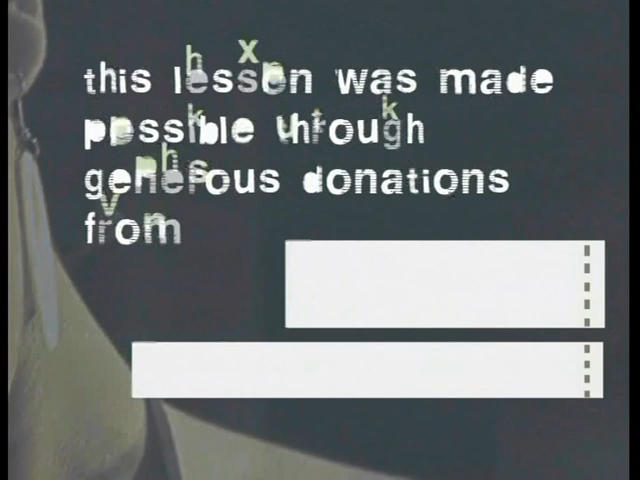 this lesson was made
possible through
generous donations
from